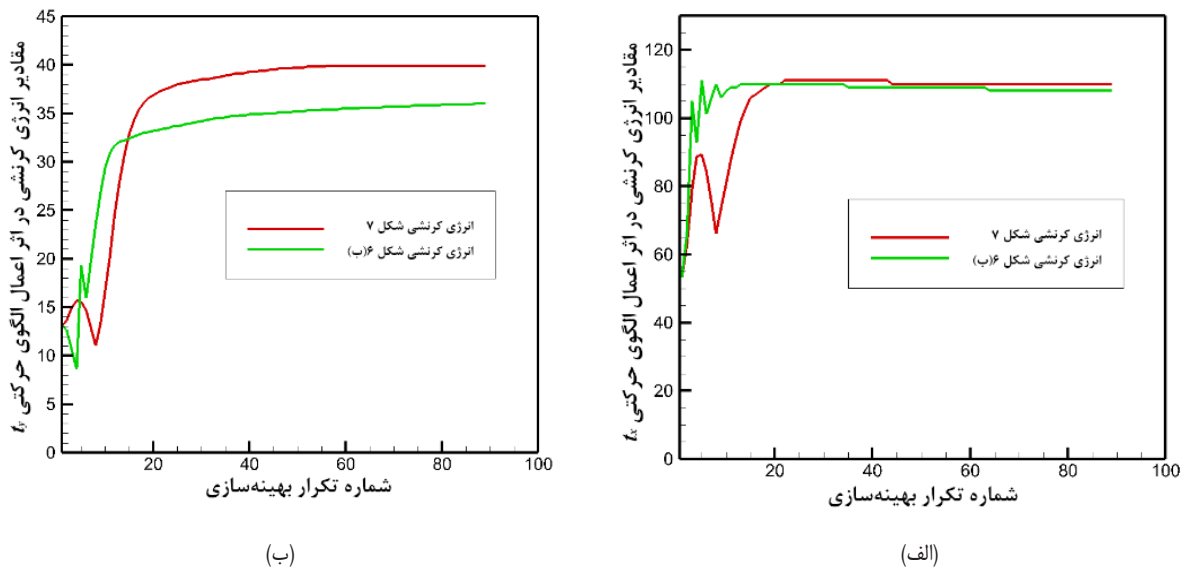 مقادیر انرژی کرنشی در اثر اعمال الگوی حرکتی tₓ
120
100
80
60
40
20
0
20
40
60
80
100
انرژی کرنشی شکل ۷
انرژی کرنشی شکل ۶(ب)
شماره تکرار بهینه‌سازی
(الف)
مقادیر انرژی کرنشی در اثر اعمال الگوی حرکتی t_y
45
40
35
30
25
20
15
10
5
0
20
40
60
80
100
انرژی کرنشی شکل ۷
انرژی کرنشی شکل ۶(ب)
شماره تکرار بهینه‌سازی
(ب)